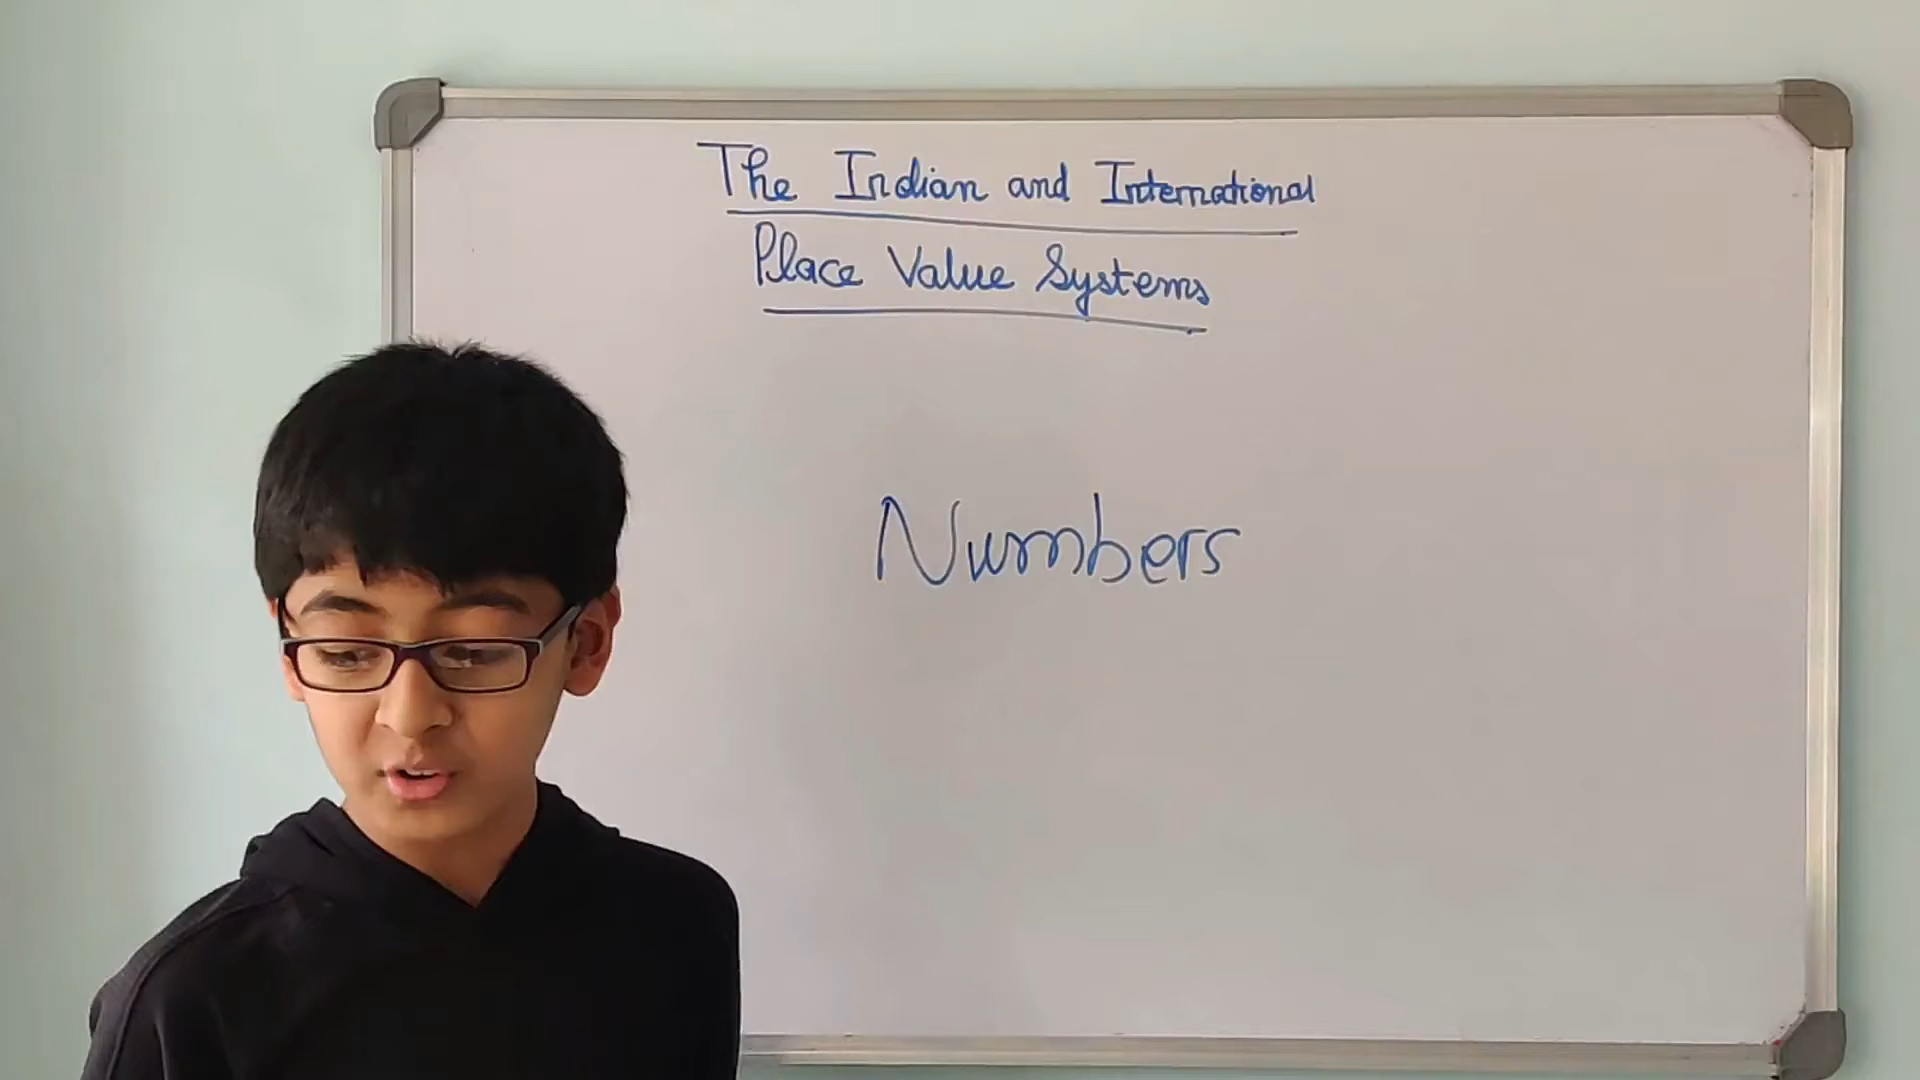 The Indian and International
Place Value Systems
Numbers